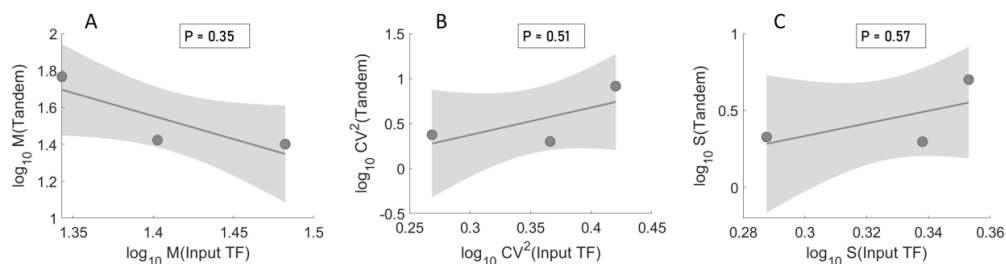 A
P = 0.35
2
1.8
1.6
1.4
1.2
1
log10 M(Tandem)
1.35
1.4
1.45
1.5
log10 M(Input TF)
B
P = 0.51
1.5
1
0.5
0
-0.5
log10 CV²(Tandem)
0.25
0.3
0.35
0.4
0.45
log10 CV²(Input TF)
C
P = 0.57
1
0.5
0
log10 S(Tandem)
0.28
0.3
0.32
0.34
0.36
log10 S(Input TF)